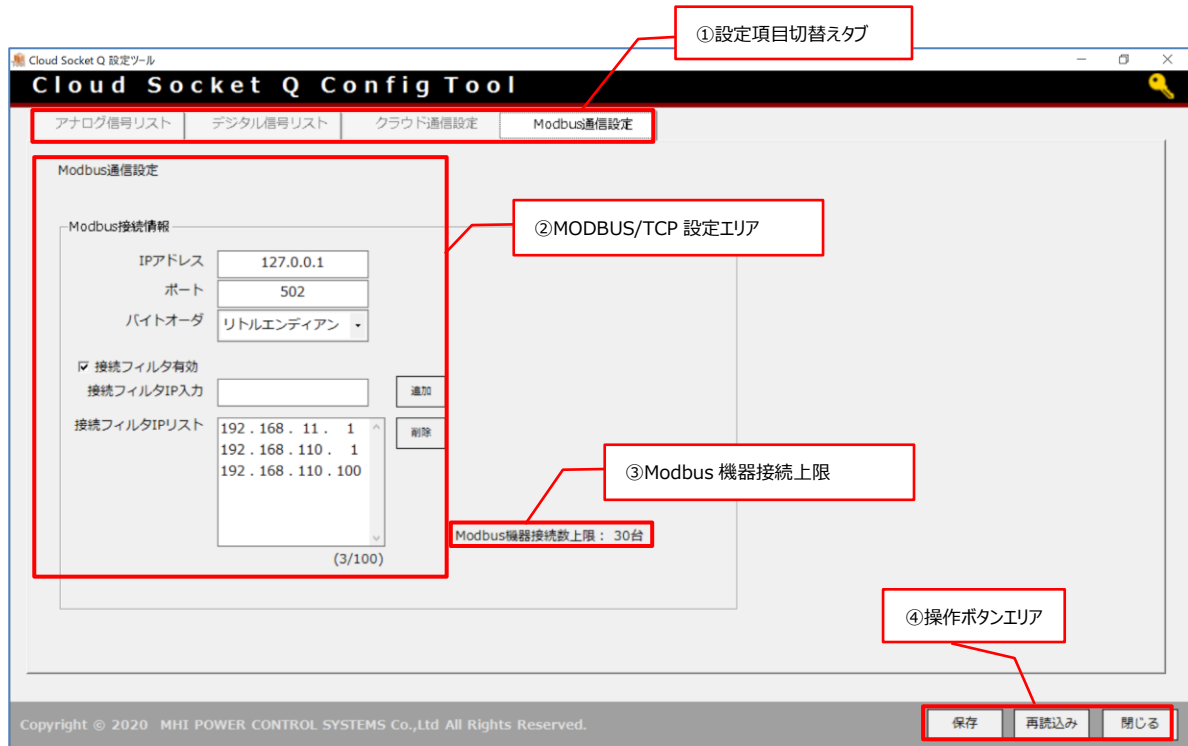 ①設定項目切替えタブ
Cloud Socket Q 設定ツール
Cloud Socket Q Config Tool
アナログ信号リスト
デジタル信号リスト
クラウド通信設定
Modbus通信設定
Modbus通信設定
②MODBUS/TCP 設定エリア
Modbus接続情報
IPアドレス
127.0.0.1
ポート
502
バイトオーダ
リトルエンディアン
接続フィルタ有効
接続フィルタIP入力
追加
接続フィルタIPリスト
192 . 168 . 11 . 1
192 . 168 . 110 . 1
192 . 168 . 110 . 100
削除
③Modbus 機器接続上限
Modbus機器接続数上限： 30台
(3/100)
④操作ボタンエリア
Copyright © 2020 MHI POWER CONTROL SYSTEMS Co.,Ltd All Rights Reserved.
保存
再読込み
閉じる